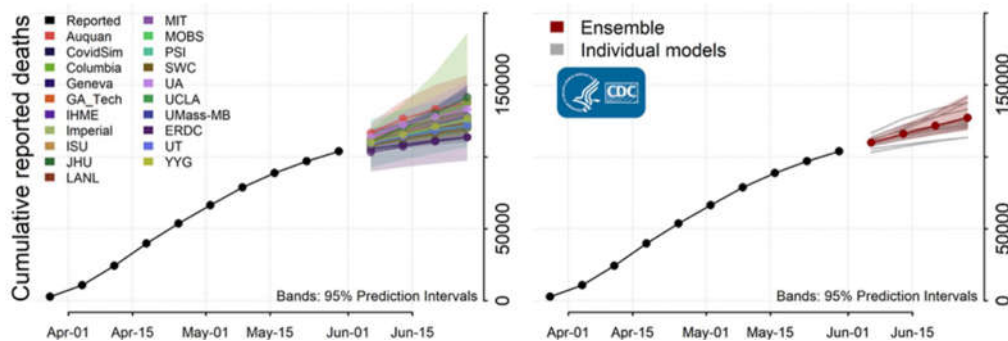 Cumulative reported deaths
Reported
Auquan
CovidSim
Columbia
Geneva
GA_Tech
IHME
Imperial
ISU
JHU
LANL
MIT
MOBS
PSI
SWC
UA
UCLA
UMass-MB
ERDC
UT
YYG
150000
50000
0
Bands: 95% Prediction Intervals
Apr-01 Apr-15 May-01 May-15 Jun-01 Jun-15
Ensemble
Individual models
CDC
150000
50000
0
Bands: 95% Prediction Intervals
Apr-01 Apr-15 May-01 May-15 Jun-01 Jun-15